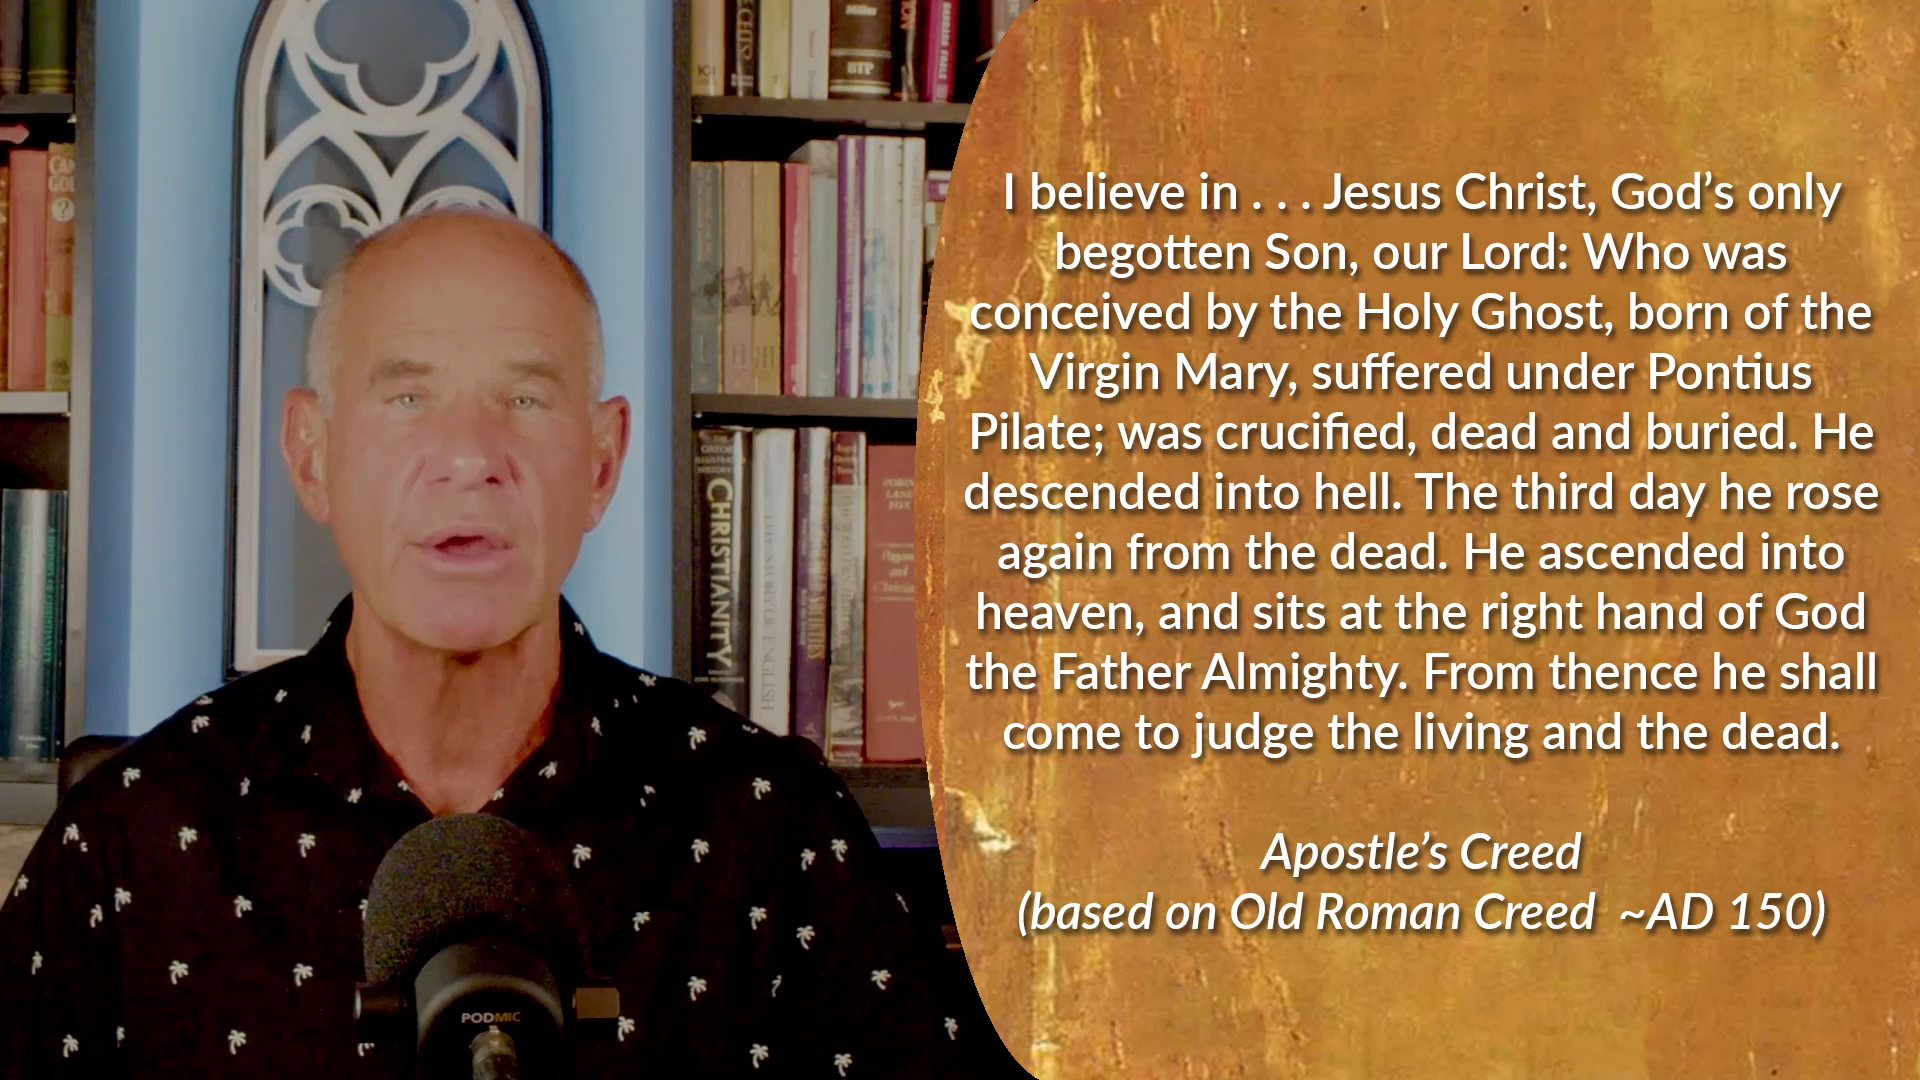 I believe in . . . Jesus Christ, God’s only
begotten Son, our Lord: Who was
conceived by the Holy Ghost, born of the
Virgin Mary, suffered under Pontius
Pilate; was crucified, dead and buried. He
descended into hell. The third day he rose
again from the dead. He ascended into
heaven, and sits at the right hand of God
the Father Almighty. From thence he shall
come to judge the living and the dead.
Apostle’s Creed
(based on Old Roman Creed ~AD 150)
BTP
CHRISTIANITY
ROBIN
LANE
FOX
PODMIC